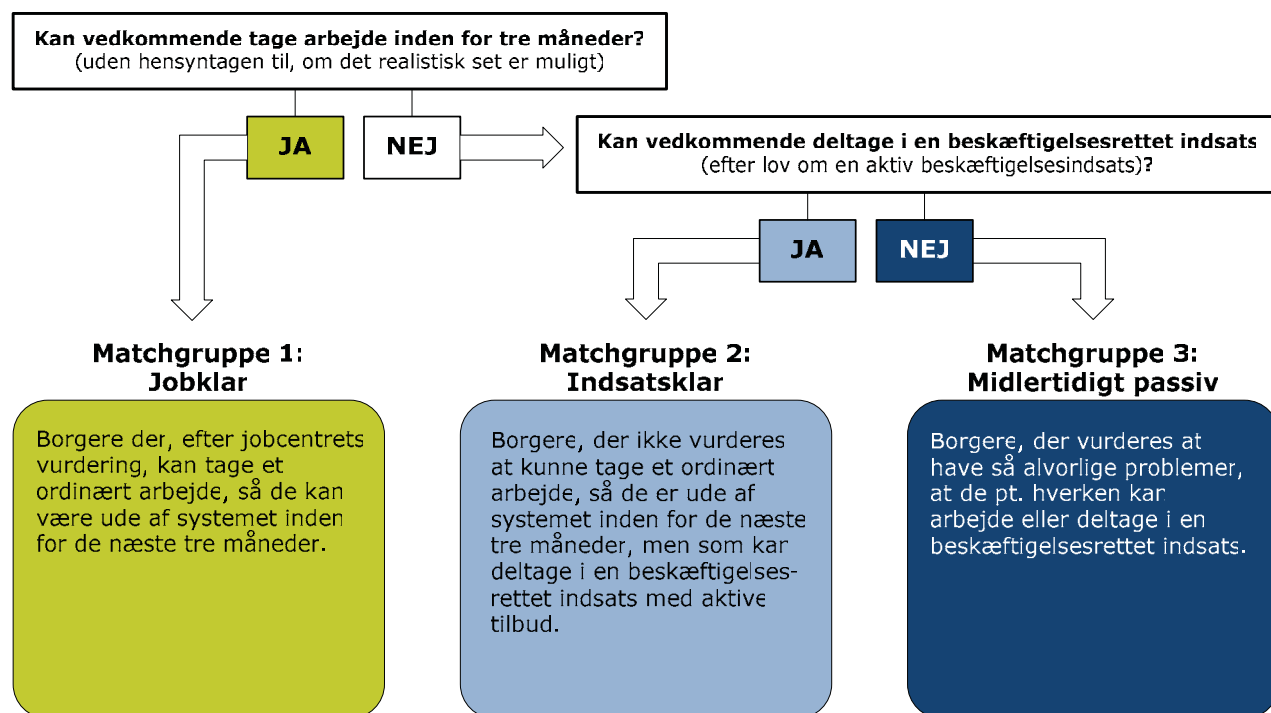 Kan vedkommende tage arbejde inden for tre måneder?
(uden hensyntagen til, om det realistisk set er muligt)
JA
NEJ
Kan vedkommende deltage i en beskæftigelsesrettet indsats
(efter lov om en aktiv beskæftigelsesindsats)?
JA
NEJ
Matchgruppe 1:
Jobklar
Borgere der, efter jobcentrets
vurdering, kan tage et
ordinært arbejde, så de kan
være ude af systemet inden
for de næste tre måneder.
Matchgruppe 2:
Indsatsklar
Borgere, der ikke vurderes
at kunne tage et ordinært
arbejde, så de er ude af
systemet inden for de næste
tre måneder, men som kan
deltage i en beskæftigelses-
rettet indsats med aktive
tilbud.
Matchgruppe 3:
Midlertidigt passiv
Borgere, der vurderes at
have så alvorlige problemer,
at de pt. hverken kan
arbejde eller deltage i en
beskæftigelsesrettet indsats.